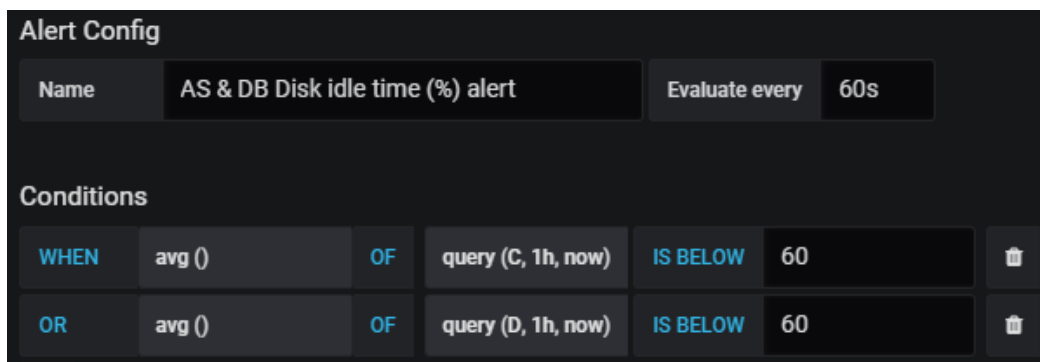 Alert Config
Name AS & DB Disk idle time (%) alert Evaluate every 60s
Conditions
WHEN avg () OF query (C, 1h, now) IS BELOW 60
OR avg () OF query (D, 1h, now) IS BELOW 60